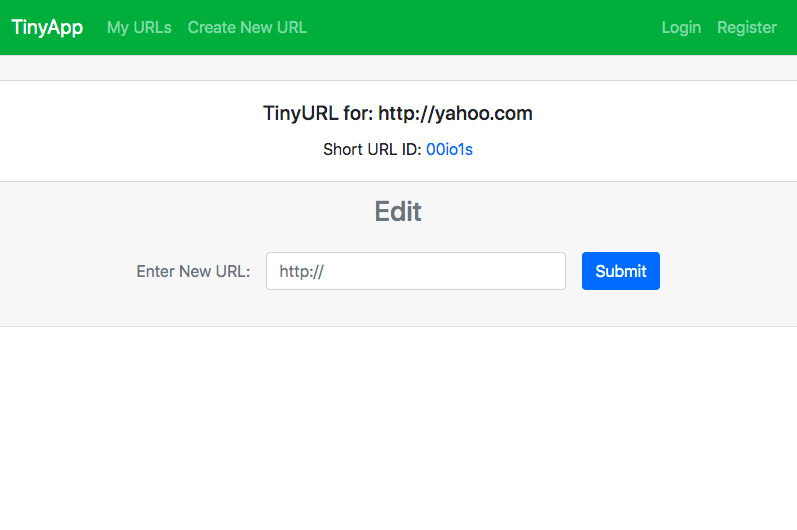 TinyApp My URLs Create New URL Login Register
TinyURL for: http://yahoo.com
Short URL ID: 00io1s
Edit
Enter New URL: http:// Submit